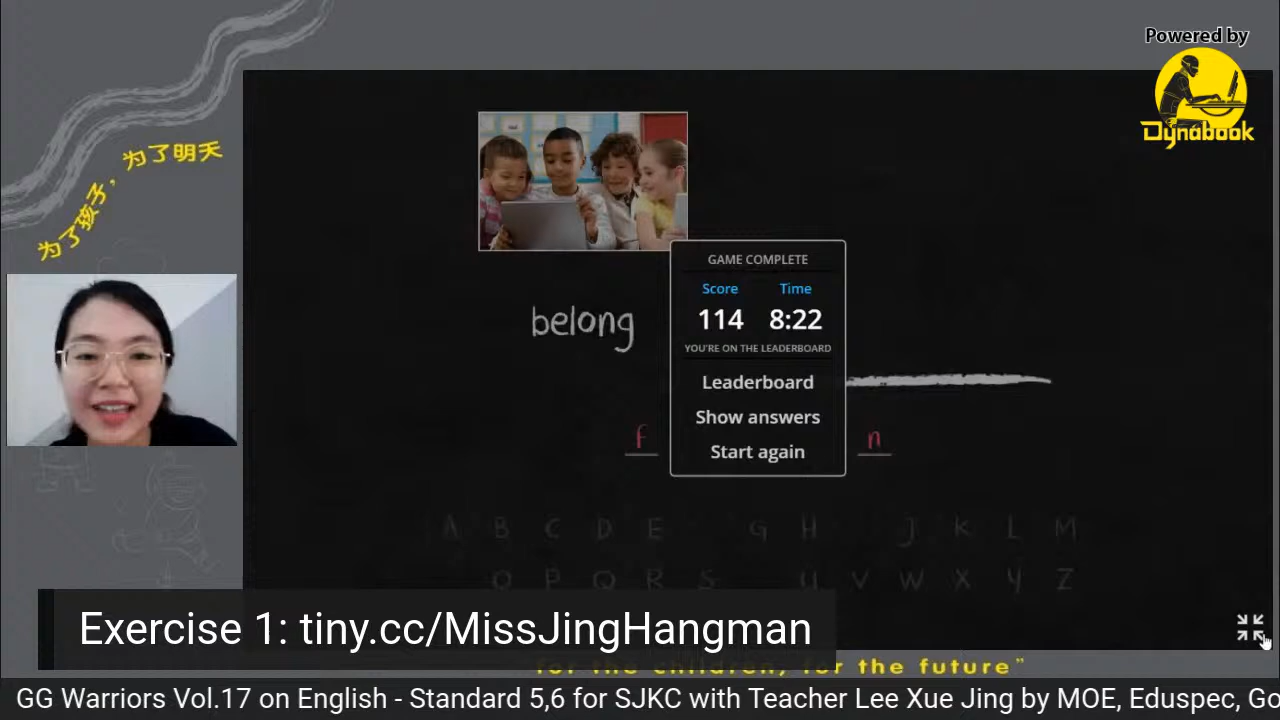 Powered by
Dynabook
为了孩子，为了明天
GAME COMPLETE
Score Time
114 8:22
YOU'RE ON THE LEADERBOARD
Leaderboard
Show answers
Start again
belong
f n
A B C D E G H J K L M
O P Q R S U V W X Y Z
Exercise 1: tiny.cc/MissJingHangman
for the children, for the future"
GG Warriors Vol.17 on English - Standard 5,6 for SJKC with Teacher Lee Xue Jing by MOE, Eduspec, Go